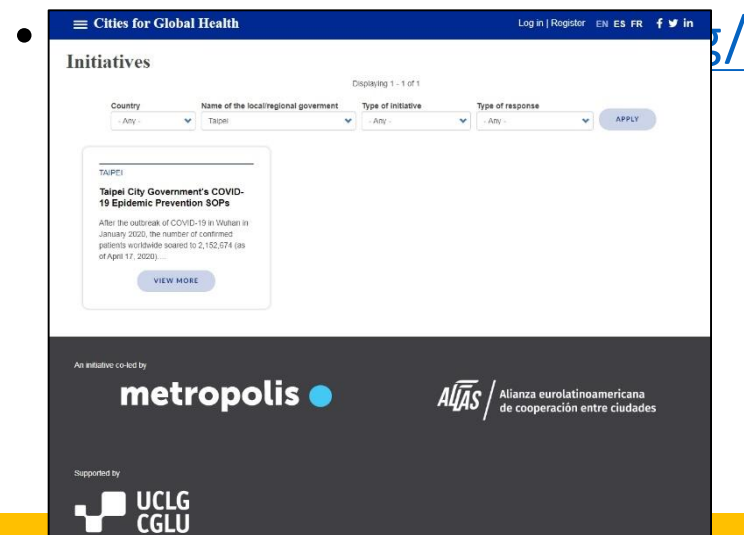 Cities for Global Health
Log in | Register EN ES FR
g/
Initiatives
Displaying 1 - 1 of 1
Country Name of the local/regional goverment Type of initiative Type of response
- Any - Taipei - Any - - Any - APPLY
TAIPEI
Taipei City Government's COVID-
19 Epidemic Prevention SOPs
After the outbreak of COVID-19 in Wuhan in
January 2020, the number of confirmed
patients worldwide soared to 2,152,674 (as
of April 17, 2020)....
VIEW MORE
An initiative co-led by
metropolis
ALIAS Alianza eurolatinoamericana
de cooperación entre ciudades
Supported by
UCLG
CGLU